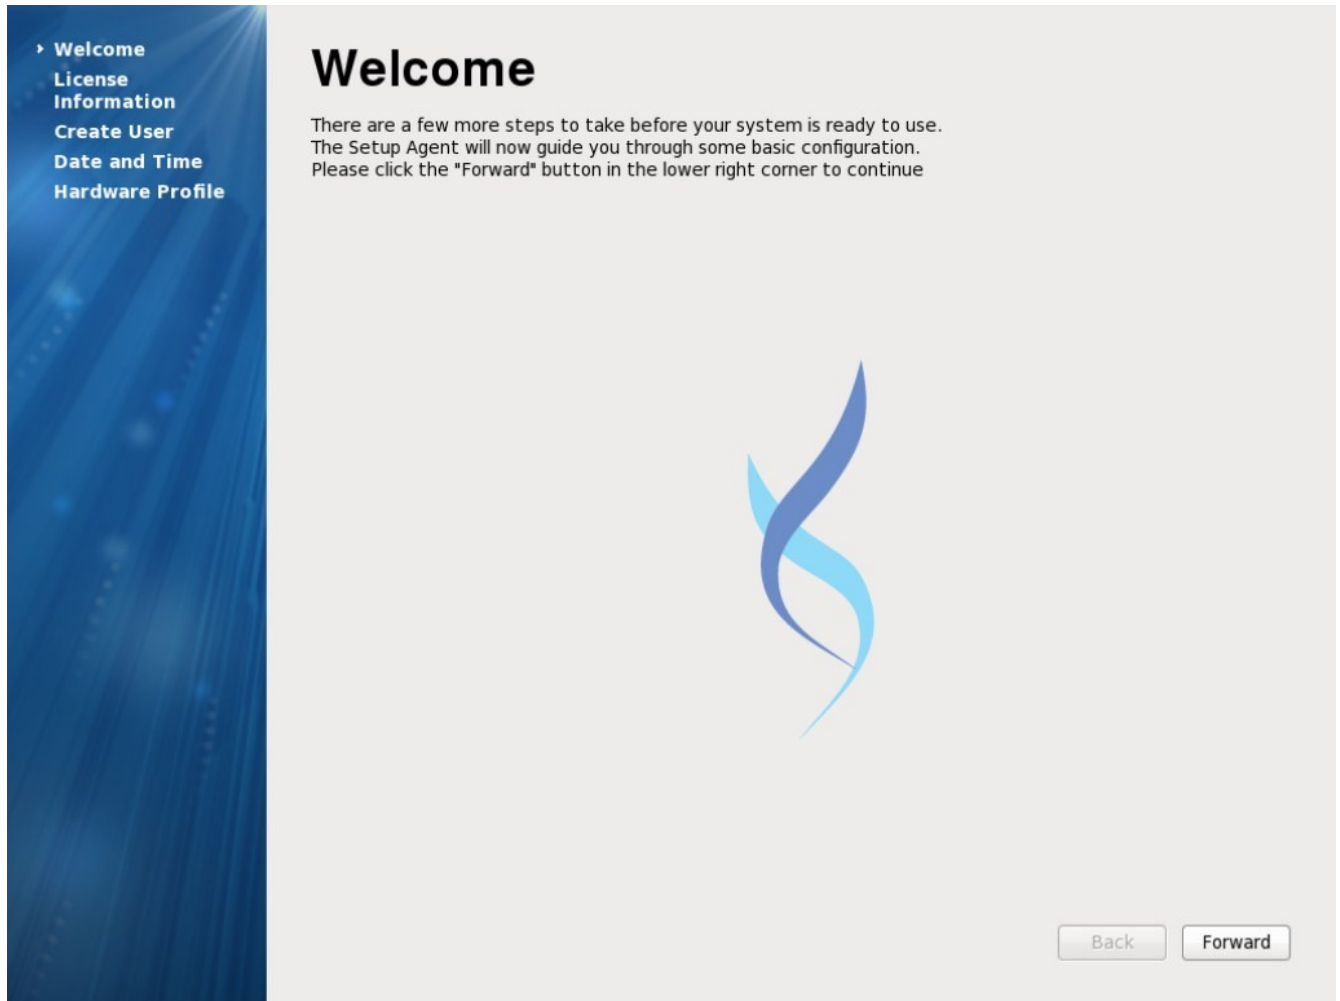 Welcome
License
Information
Create User
Date and Time
Hardware Profile
Welcome
There are a few more steps to take before your system is ready to use.
The Setup Agent will now guide you through some basic configuration.
Please click the "Forward" button in the lower right corner to continue
Back
Forward